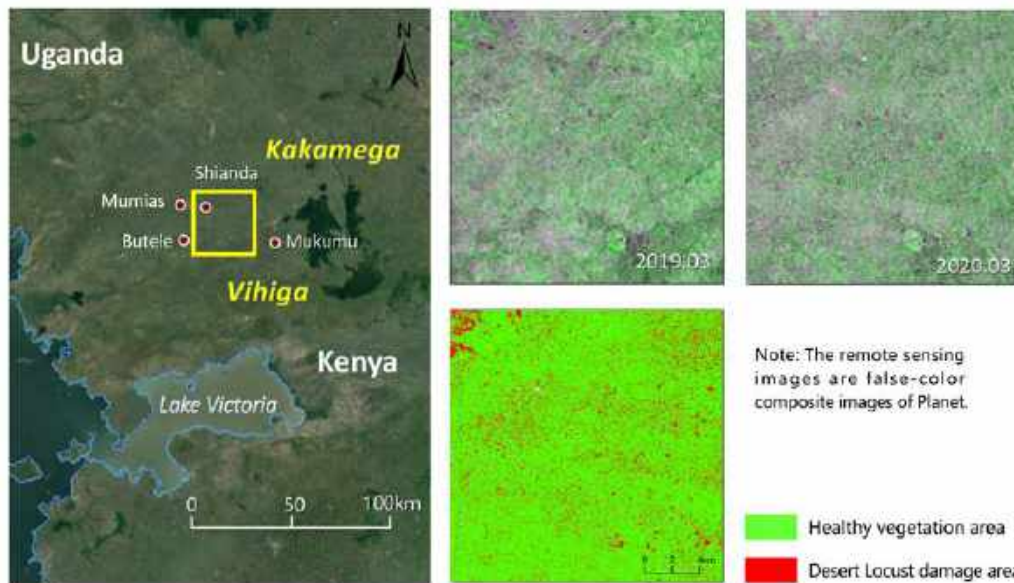 Uganda
N
Kakamega
Shianda
Mumias
Butele
Mukumu
Vihiga
Kenya
Lake Victoria
0 50 100km
2019.03
2020.03
Note: The remote sensing
images are false-color
composite images of Planet.
0
Healthy vegetation area
Desert Locust damage area